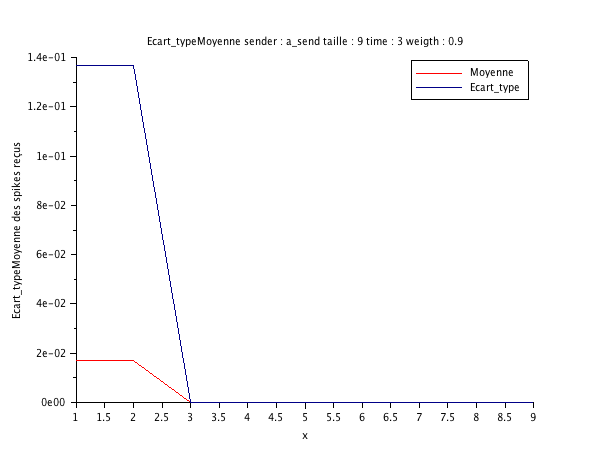 Ecart_typeMoyenne sender : a_send taille : 9 time : 3 weigth : 0.9
Moyenne
Ecart_type
Ecart_typeMoyenne des spikes reçus
1.4e-01
1.2e-01
1e-01
8e-02
6e-02
4e-02
2e-02
0e00
1 1.5 2 2.5 3 3.5 4 4.5 5 5.5 6 6.5 7 7.5 8 8.5 9
x